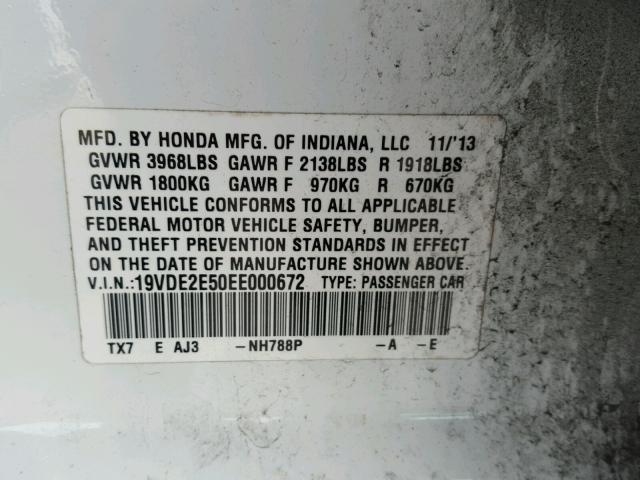 MFD. BY HONDA MFG. OF INDIANA, LLC 11/'13
GVWR 3968LBS GAWR F 2138LBS R 1918LBS
GVWR 1800KG GAWR F 970KG R 670KG
THIS VEHICLE CONFORMS TO ALL APPLICABLE
FEDERAL MOTOR VEHICLE SAFETY, BUMPER,
AND THEFT PREVENTION STANDARDS IN EFFECT
ON THE DATE OF MANUFACTURE SHOWN ABOVE.
V.I.N.:19VDE2E50EE000672 TYPE: PASSENGER CAR
TX7 E AJ3 -NH788P -A -E